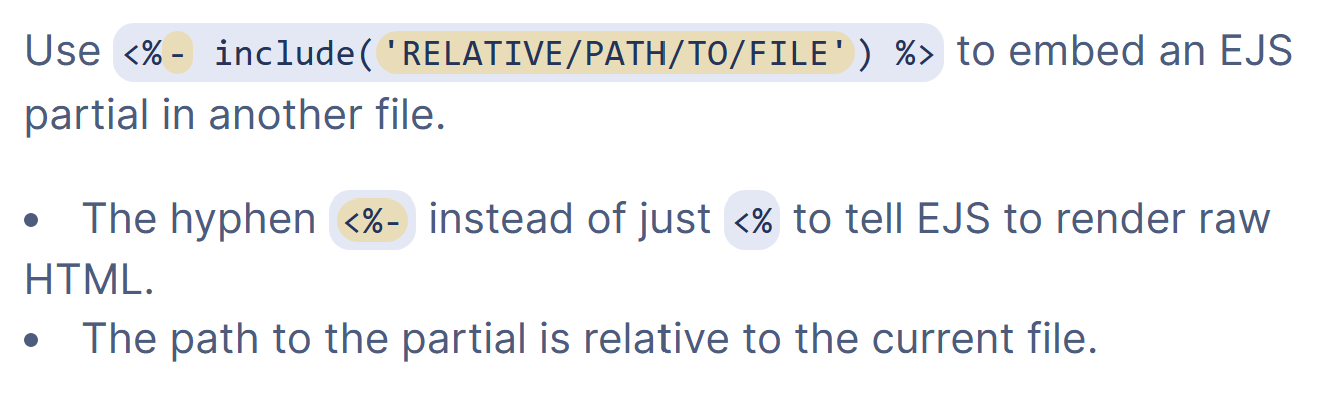 Use <%- include('RELATIVE/PATH/TO/FILE') %> to embed an EJS
partial in another file.
• The hyphen <%- instead of just <% to tell EJS to render raw
HTML.
• The path to the partial is relative to the current file.